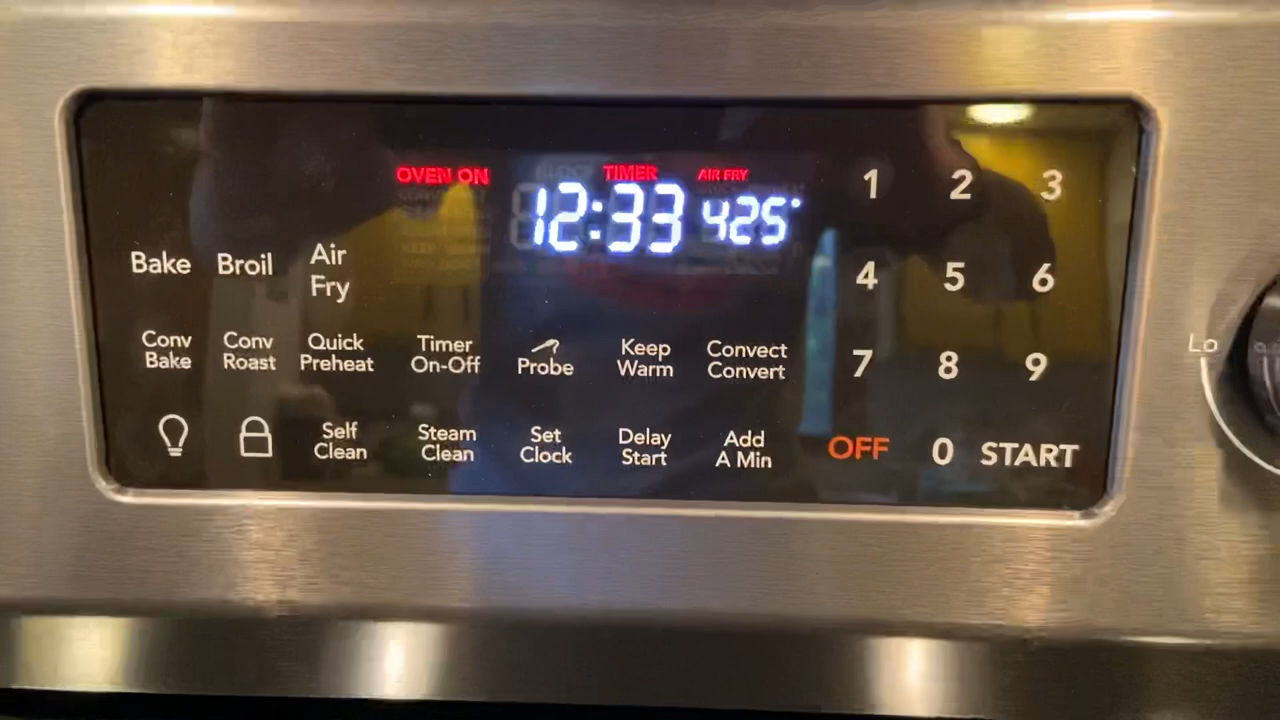 OVEN ON TIMER AIR FRY
12:33 425°
1 2 3
Bake Broil Air Fry
4 5 6
Conv Bake Conv Roast Quick Preheat Timer On-Off Probe Keep Warm Convect Convert
7 8 9
Self Clean Steam Clean Set Clock Delay Start Add A Min
OFF 0 START
Lo